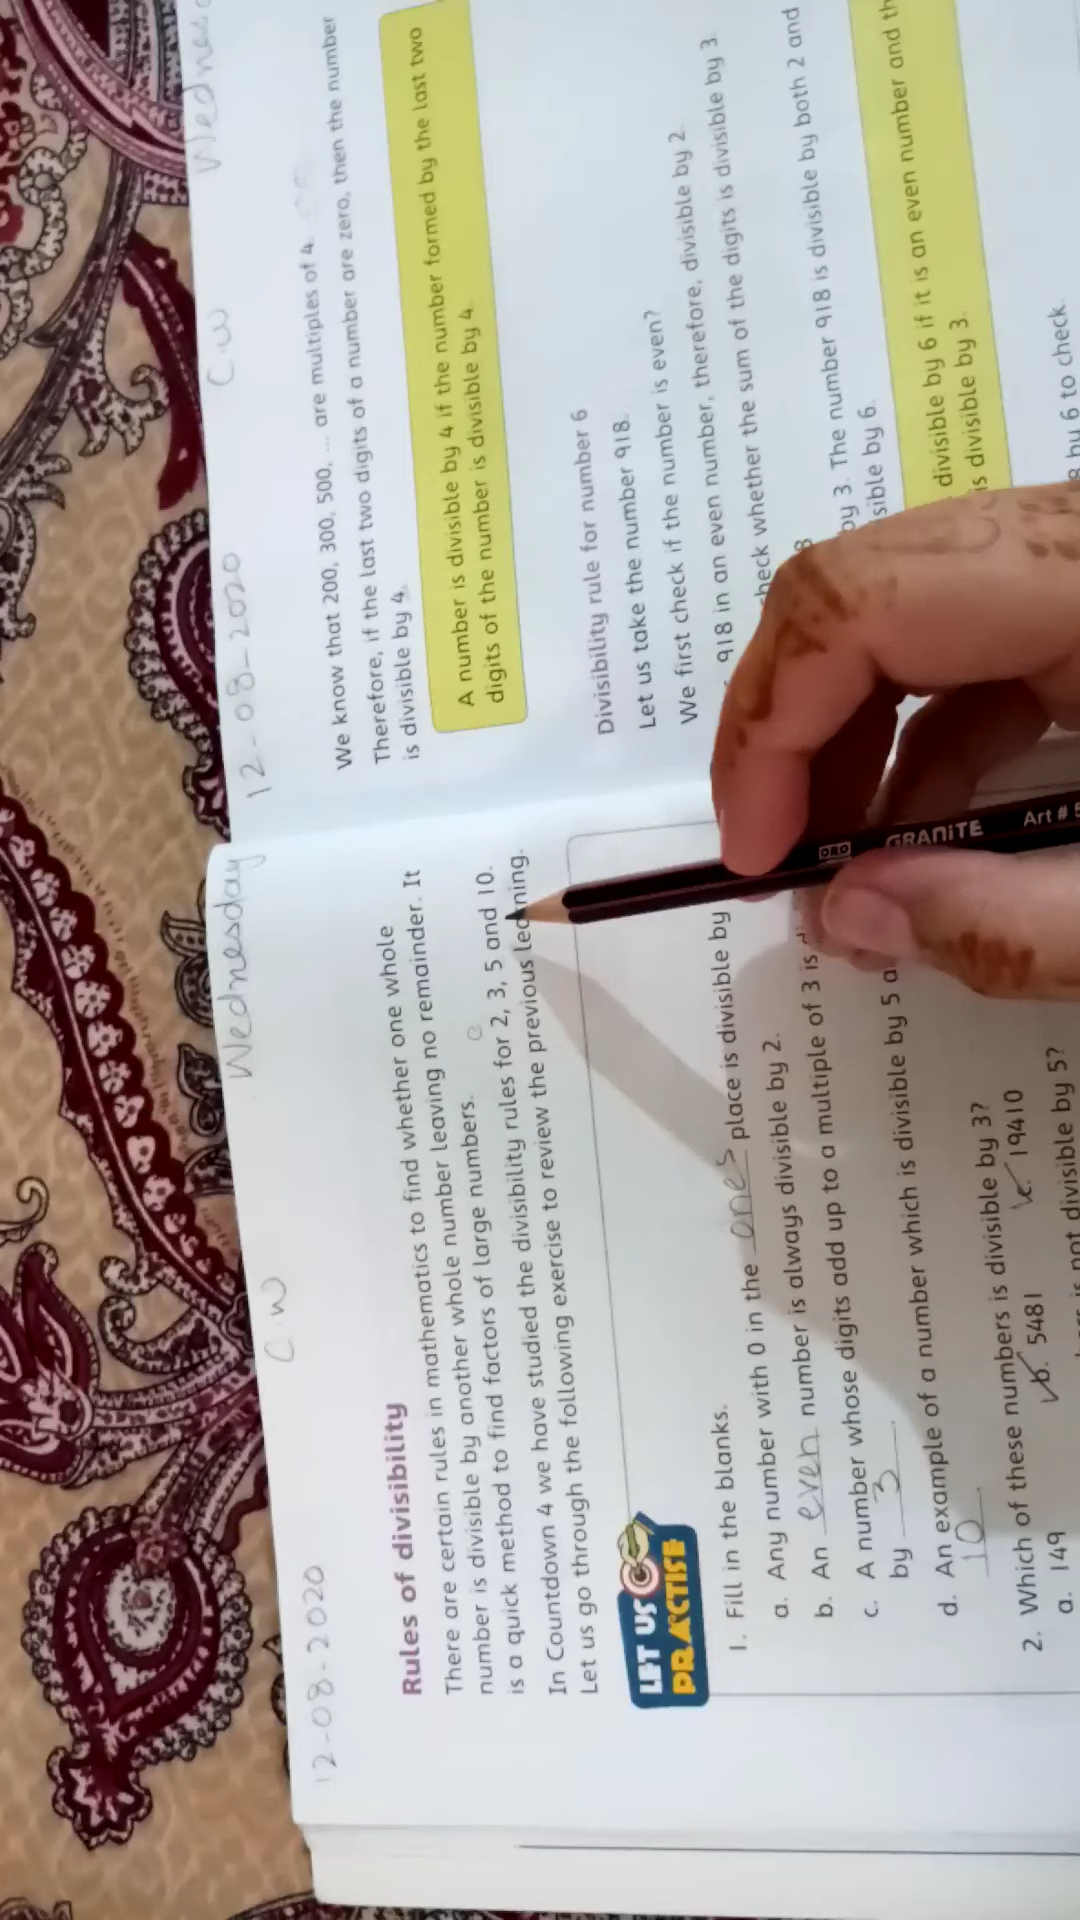 12-08-2020 C.W Wednesday
Rules of divisibility
There are certain rules in mathematics to find whether one whole
number is divisible by another whole number leaving no remainder. It
is a quick method to find factors of large numbers.
In Countdown 4 we have studied the divisibility rules for 2, 3, 5 and 10.
Let us go through the following exercise to review the previous learning.
LET US
PRACTISE
1. Fill in the blanks.
a. Any number with 0 in the ones place is divisible by
b. An even number is always divisible by 2.
c. A number whose digits add up to a multiple of 3 is
by 3
d. An example of a number which is divisible by 5
10.
2. Which of these numbers is divisible by 3?
a. 149 b. 5481 c. 19410
is not divisible by 5?
12-08-2020 C.W
We know that 200, 300, 500, ... are multiples of 4.
Therefore, if the last two digits of a number are zero, then the number
is divisible by 4.
A number is divisible by 4 if the number formed by the last two
digits of the number is divisible by 4.
Divisibility rule for number 6
Let us take the number 918.
We first check if the number is even?
918 in an even number, therefore, divisible by 2.
check whether the sum of the digits is divisible by 3.
by 3. The number 918 is divisible by both 2 and
divisible by 6 if it is an even number and
is divisible by 3.
by 6 to check.
GRANITE Art #